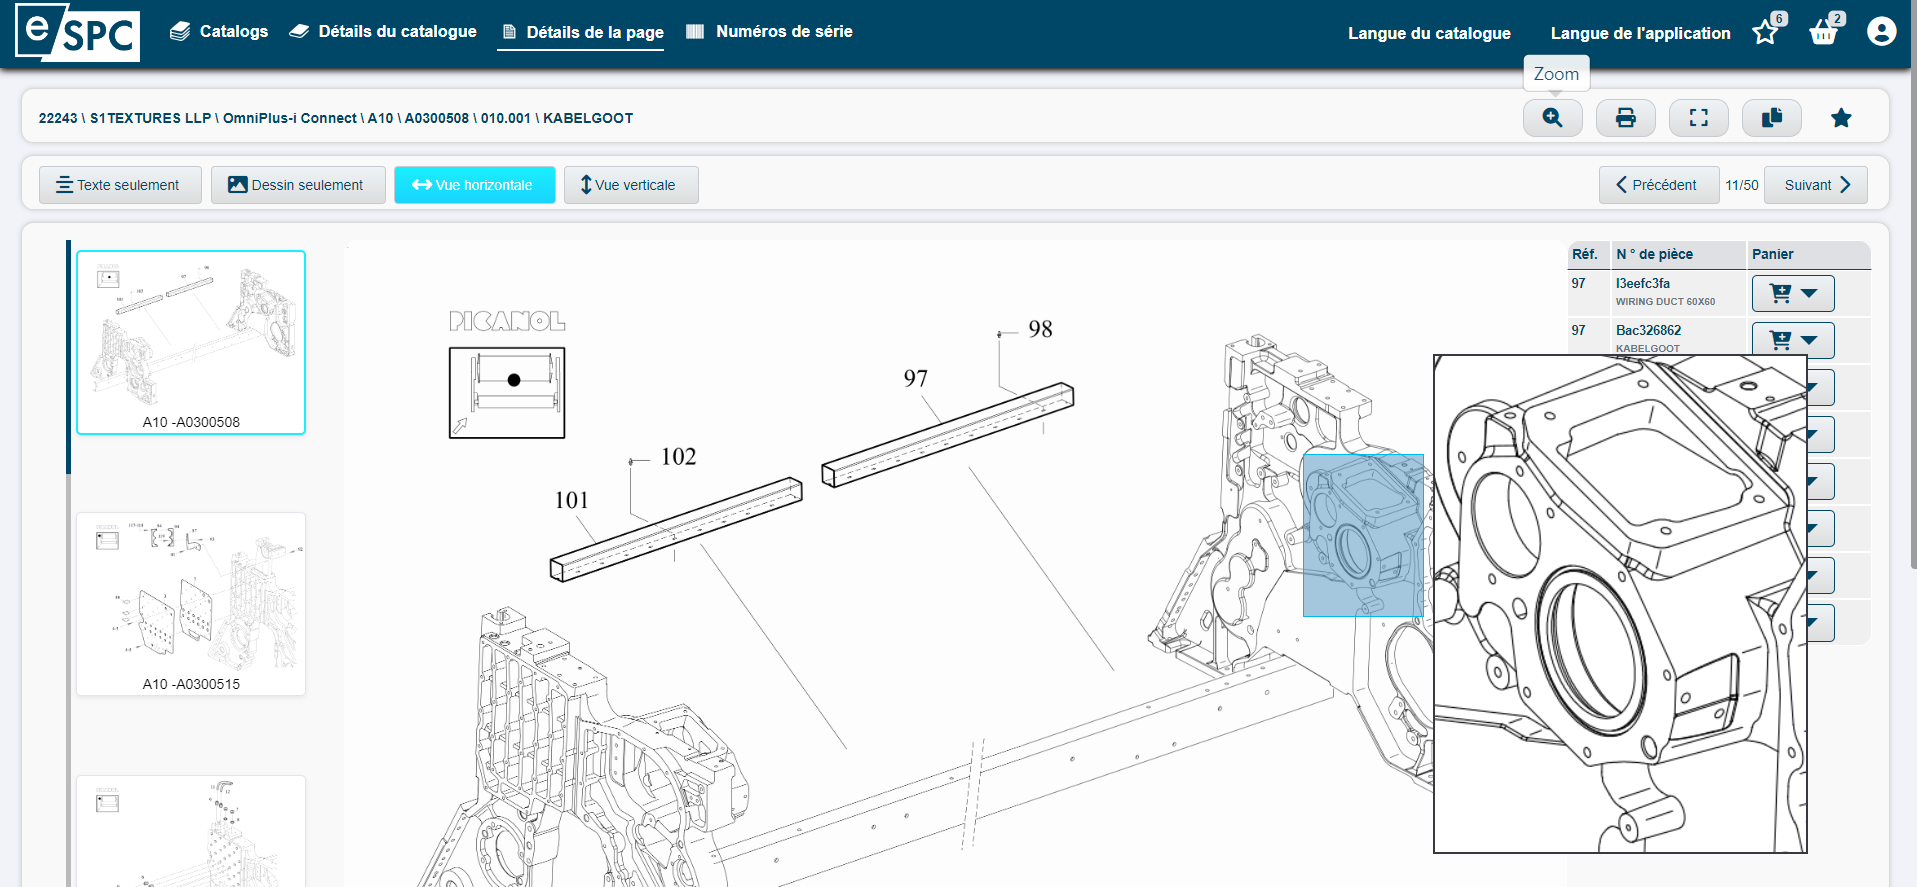 eSPC
Catalogs
Détails du catalogue
Détails de la page
Numéros de série
Langue du catalogue
Langue de l'application
6
2
Zoom
22243 \ S1TEXTURES LLP \ OmniPlus-i Connect \ A10 \ A0300508 \ 010.001 \ KABELGOOT
Texte seulement
Dessin seulement
Vue horizontale
Vue verticale
Précédent
11/50
Suivant
A10 -A0300508
A10 -A0300515
PICANOL
98
97
102
101
Réf.
N ° de pièce
Panier
97
I3eefc3fa
WIRING DUCT 60X60
97
Bac326862
KABELGOOT